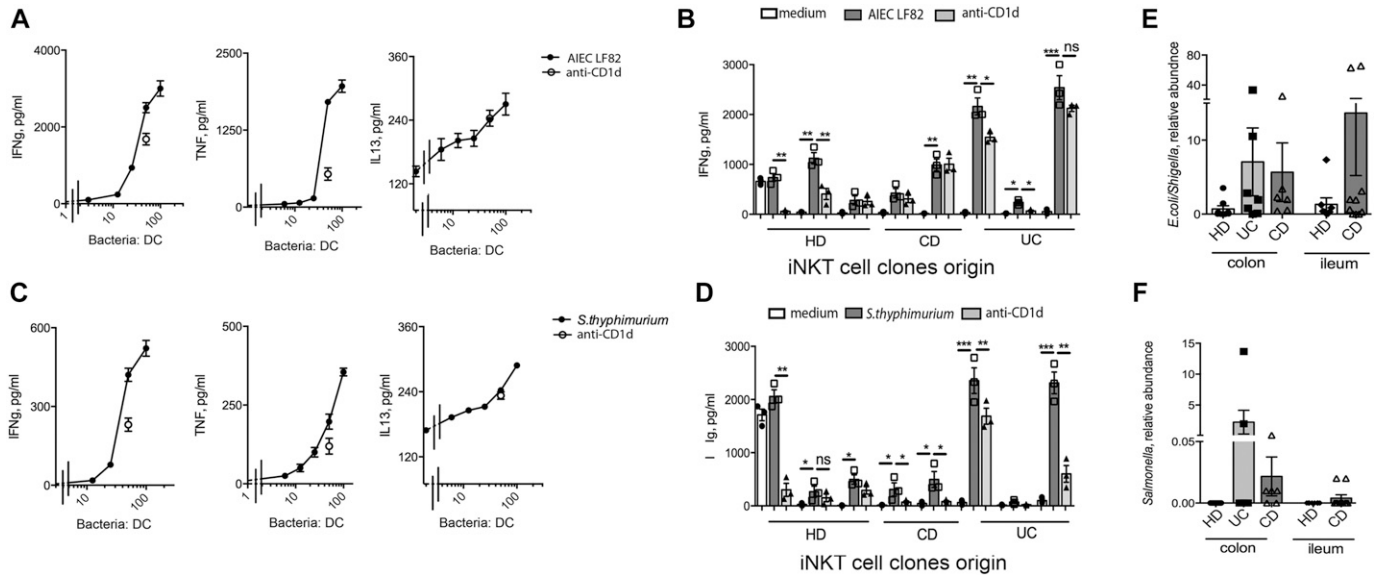 A
4000
2000
0
IFNg, pg/ml
1
10
100
Bacteria: DC
2500
1250
0
TNF, pg/ml
10
100
Bacteria: DC
360
240
120
IL13, pg/ml
10
100
Bacteria: DC
AIEC LF82
anti-CD1d
B
medium
AIEC LF82
anti-CD1d
3000
2000
1000
0
IFNg, pg/ml
**
**
**
**
**
*
*
*
***
ns
HD
CD
UC
iNKT cell clones origin
E
80
40
10
0
E.coli/Shigella, relative abundnce
HD
UC
CD
HD
CD
colon
ileum
C
600
300
0
IFNg, pg/ml
10
100
Bacteria: DC
500
250
0
TNF, pg/ml
10
100
Bacteria: DC
360
240
120
IL13, pg/ml
10
100
Bacteria: DC
S.thyphimurium
anti-CD1d
D
medium
S.thyphimurium
anti-CD1d
3000
2000
1000
0
I Ig, pg/ml
**
*
ns
*
*
*
*
*
***
**
***
**
HD
CD
UC
iNKT cell clones origin
F
15
10
5
0.05
0.00
Salmonella, relative abundance
HD
UC
CD
HD
CD
colon
ileum